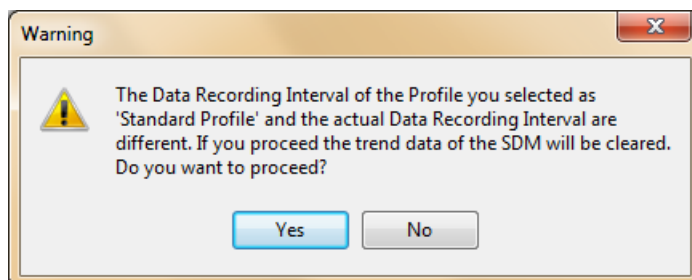 Warning
The Data Recording Interval of the Profile you selected as
'Standard Profile' and the actual Data Recording Interval are
different. If you proceed the trend data of the SDM will be cleared.
Do you want to proceed?
Yes No